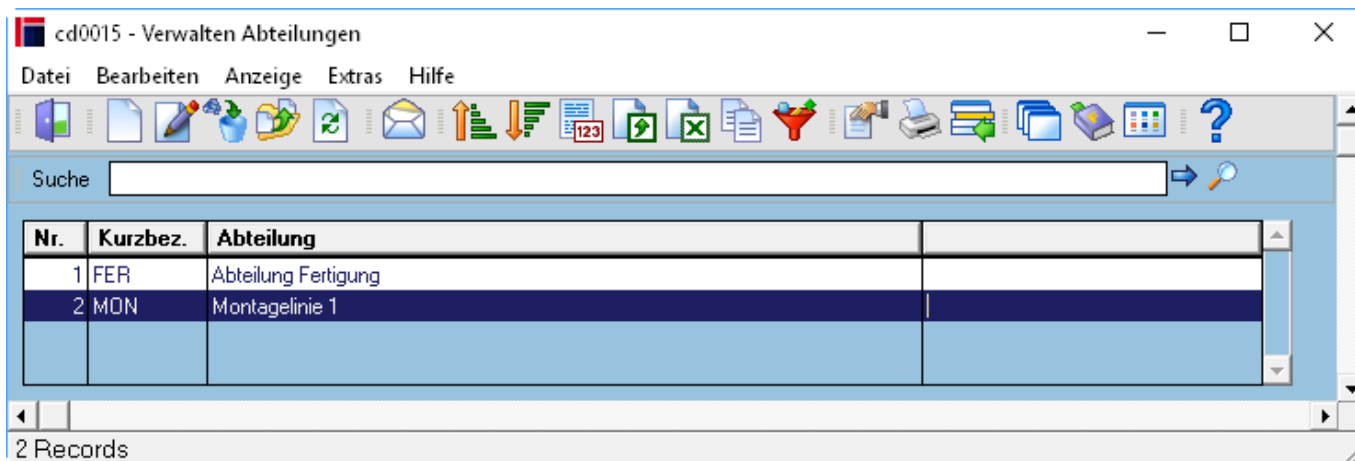 cd0015 - Verwalten Abteilungen
Datei Bearbeiten Anzeige Extras Hilfe
123
Suche
Nr. Kurzbez. Abteilung
1 FER Abteilung Fertigung
2 MON Montagelinie 1
2 Records